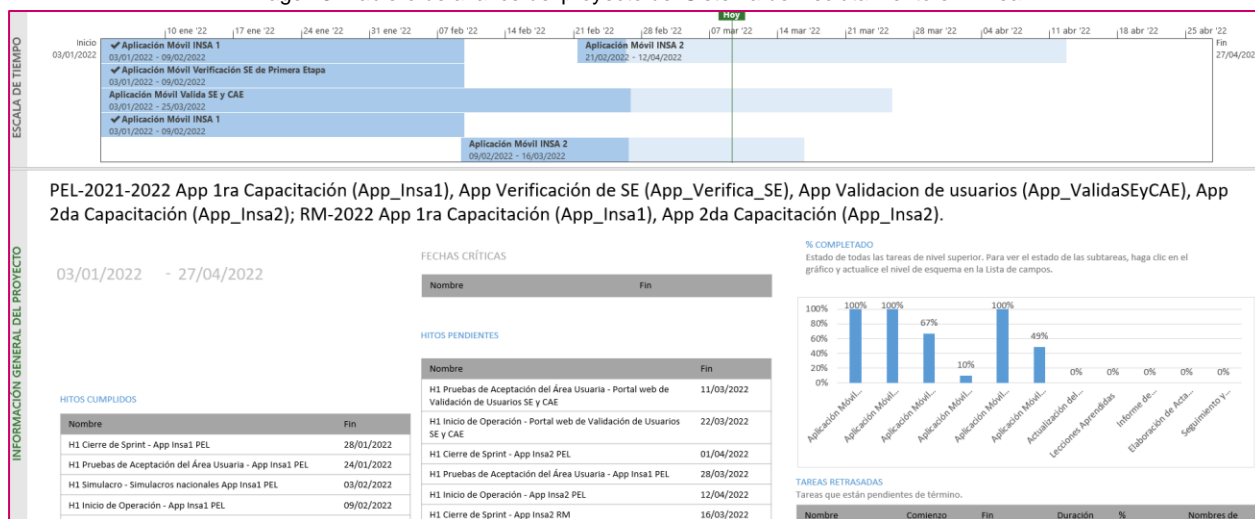 Hoy
10 ene '22 17 ene '22 24 ene '22 31 ene '22 07 feb '22 14 feb '22 21 feb '22 28 feb '22 07 mar '22 14 mar '22 21 mar '22 28 mar '22 04 abr '22 11 abr '22 18 abr '22 25 abr '22
ESCALA DE TIEMPO
Inicio
03/01/2022
✔Aplicación Móvil INSA 1
03/01/2022 - 09/02/2022
Aplicación Móvil INSA 2
21/02/2022 - 12/04/2022
Fin
27/04/202
✔Aplicación Móvil Verificación SE de Primera Etapa
03/01/2022 - 09/02/2022
Aplicación Móvil Valida SE y CAE
03/01/2022 - 25/03/2022
✔Aplicación Móvil INSA 1
03/01/2022 - 09/02/2022
Aplicación Móvil INSA 2
09/02/2022 - 16/03/2022
PEL-2021-2022 App 1ra Capacitación (App_Insa1), App Verificación de SE (App_Verifica_SE), App Validacion de usuarios (App_ValidaSEyCAE), App
2da Capacitación (App_Insa2); RM-2022 App 1ra Capacitación (App_Insa1), App 2da Capacitación (App_Insa2).
INFORMACIÓN GENERAL DEL PROYECTO
03/01/2022 - 27/04/2022
HITOS CUMPLIDOS
Nombre Fin
H1 Cierre de Sprint - App Insa1 PEL 28/01/2022
H1 Pruebas de Aceptación del Área Usuaria - App Insa1 PEL 24/01/2022
H1 Simulacro - Simulacros nacionales App Insa1 PEL 03/02/2022
H1 Inicio de Operación - App Insa1 PEL 09/02/2022
FECHAS CRÍTICAS
Nombre Fin
HITOS PENDIENTES
Nombre Fin
H1 Pruebas de Aceptación del Área Usuaria - Portal web de
Validación de Usuarios SE y CAE 11/03/2022
H1 Inicio de Operación - Portal web de Validación de Usuarios
SE y CAE 22/03/2022
H1 Cierre de Sprint - App Insa2 PEL 01/04/2022
H1 Pruebas de Aceptación del Área Usuaria - App Insa1 PEL 28/03/2022
H1 Inicio de Operación - App Insa2 PEL 12/04/2022
H1 Cierre de Sprint - App Insa2 RM 16/03/2022
% COMPLETADO
Estado de todas las tareas de nivel superior. Para ver el estado de las subtareas, haga clic en el
gráfico y actualice el nivel de esquema en la Lista de campos.
100%
80%
60%
40%
20%
0%
100% 100% 67% 10% 100% 49% 0% 0% 0% 0% 0%
Aplicación Móvil...
Aplicación Móvil...
Aplicación Móvil...
Aplicación Móvil...
Aplicación Móvil...
Aplicación Móvil...
Actualización del...
Lecciones Aprendidas
Informe de...
Elaboración de Acta...
Seguimiento y...
TAREAS RETRASADAS
Tareas que están pendientes de término.
Nombre Comienzo Fin Duración % Nombres de